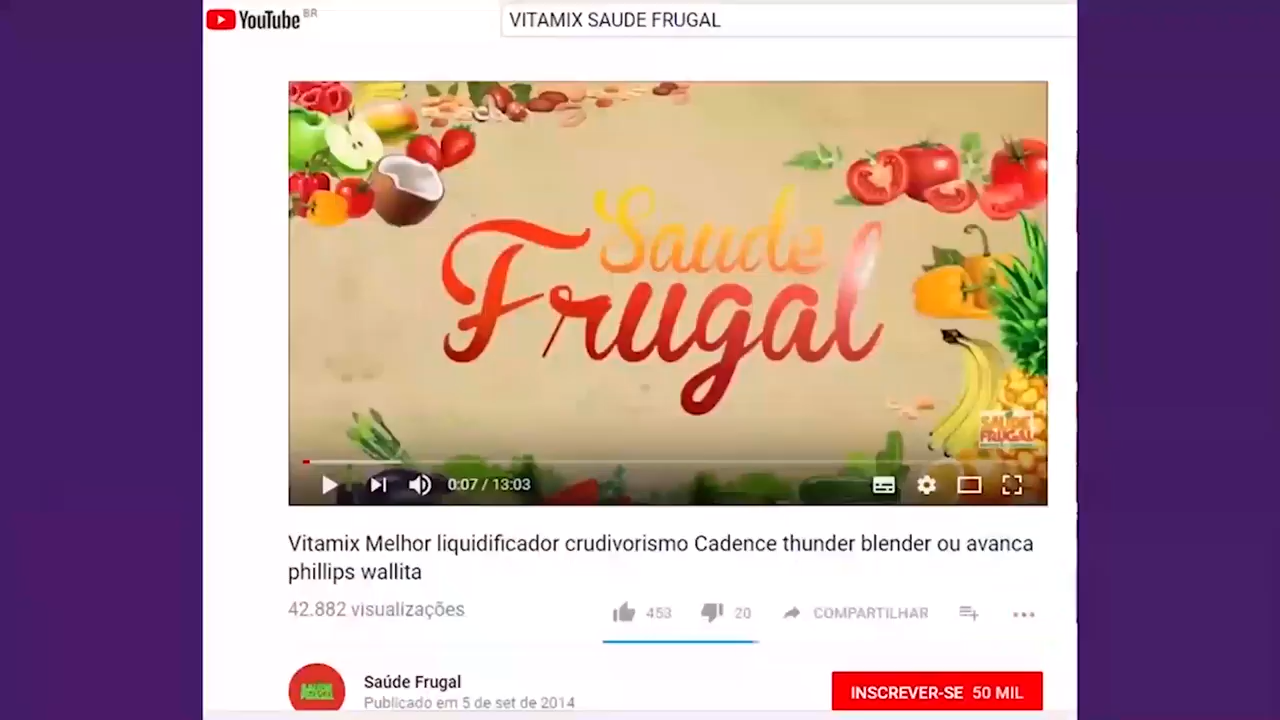 YouTube BR
VITAMIX SAUDE FRUGAL
Saude
Frugal
SAUDE
FRUGAL
0:07 / 13:03
Vitamix Melhor liquidificador crudivorismo Cadence thunder blender ou avanca
phillips wallita
42.882 visualizações
453 20 COMPARTILHAR
Saúde Frugal
Publicado em 5 de set de 2014
INSCREVER-SE 50 MIL